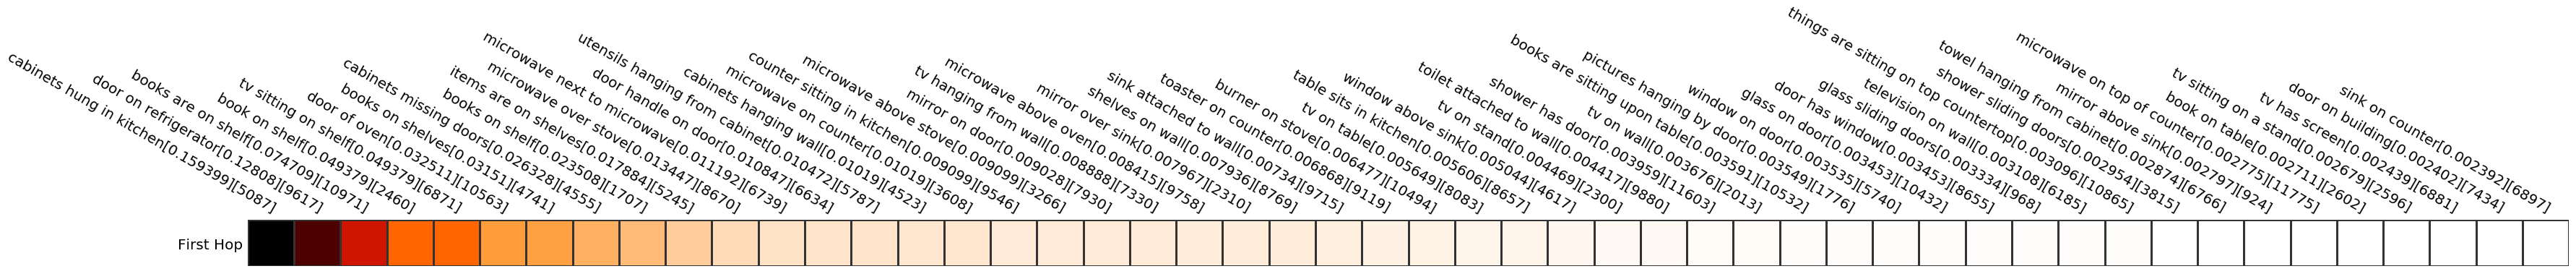 cabinets hung in kitchen[0.159399][5087]
door on refrigerator[0.12808][617]
books are on shelff[0.074709][10971]
book on shelf[0.049379][2460]
tv sitting on shelf[0.049379][6871]
door of oven[0.032511][10563]
books on shelves[0.03151][4741]
cabinets missing doors[0.026328][4555]
books on shelf[0.023508][1707]
items are on shelves[0.017884][5245]
microwave over stove[0.013447][8670]
microwave next to microwave[0.011192][6739]
door handle on door[0.010847][6634]
utensils hanging from cabinet[0.010472][5787]
cabinets hanging wall[0.01019][4523]
microwave on counter[0.01019][3608]
counter sitting in kitchen[0.009099][9546]
microwave above stove[0.009099][3266]
mirror on door[0.009028][7930]
tv hanging from wall[0.00888][7330]
microwave above oven[0.008415][9758]
mirror over sink[0.007967][2310]
shelves on wall[0.007936][8769]
sink attached to wall[0.00734][9715]
toaster on counter[0.006868][9119]
burner on stove[0.006477][10494]
tv on table[0.005649][8083]
table sits in kitchen[0.005606][8657]
window above sink[0.005044][4617]
tv on stand[0.004469][2300]
toilet attached to wall[0.004417][9880]
shower has door[0.003959][11603]
tv on wall[0.003676][2013]
books are sitting upon table[0.003591][10532]
pictures hanging by door[0.003549][1776]
window on door[0.003535][5740]
glass on door[0.003453][10432]
door has window[0.003453][8655]
glass sliding doors[0.003334][968]
television on wall[0.003108][6185]
things are sitting on top countertop[0.003096][10865]
shower sliding doors[0.002954][3815]
towel hanging from cabinet[0.002874][6766]
mirror above sink[0.002797][924]
microwave on top of counter[0.002775][1175]
book on table[0.002711][2602]
tv sitting on a stand[0.002679][2596]
tv has screen[0.002439][6881]
door on building[0.002402][7434]
sink on counter[0.002392][6897]
First Hop